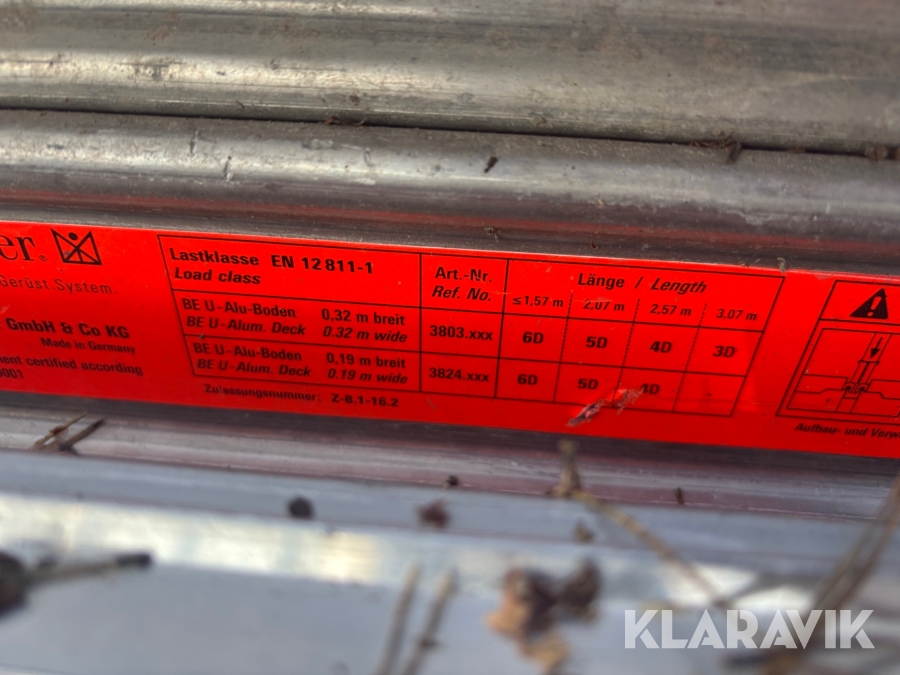 er®
Gerüst System.
GmbH & Co KG
Made in Germany
ment certified according
9001
Lastklasse EN 12811-1
Load class
Art.-Nr.
Ref. No.
Länge / Length
≤1,57 m 2,07 m 2,57 m 3,07 m
BE U-Alu-Boden 0,32 m breit
BE U-Alum. Deck 0.32 m wide
3803.xxx 6D 5D 4D 3D
BE U-Alu-Boden 0,19 m breit
BE U-Alum. Deck 0.19 m wide
3824.xxx 6D 5D 4D
Zulassungsnummer: Z-8.1-16.2
Aufbau- und Verw
KLARAVIK